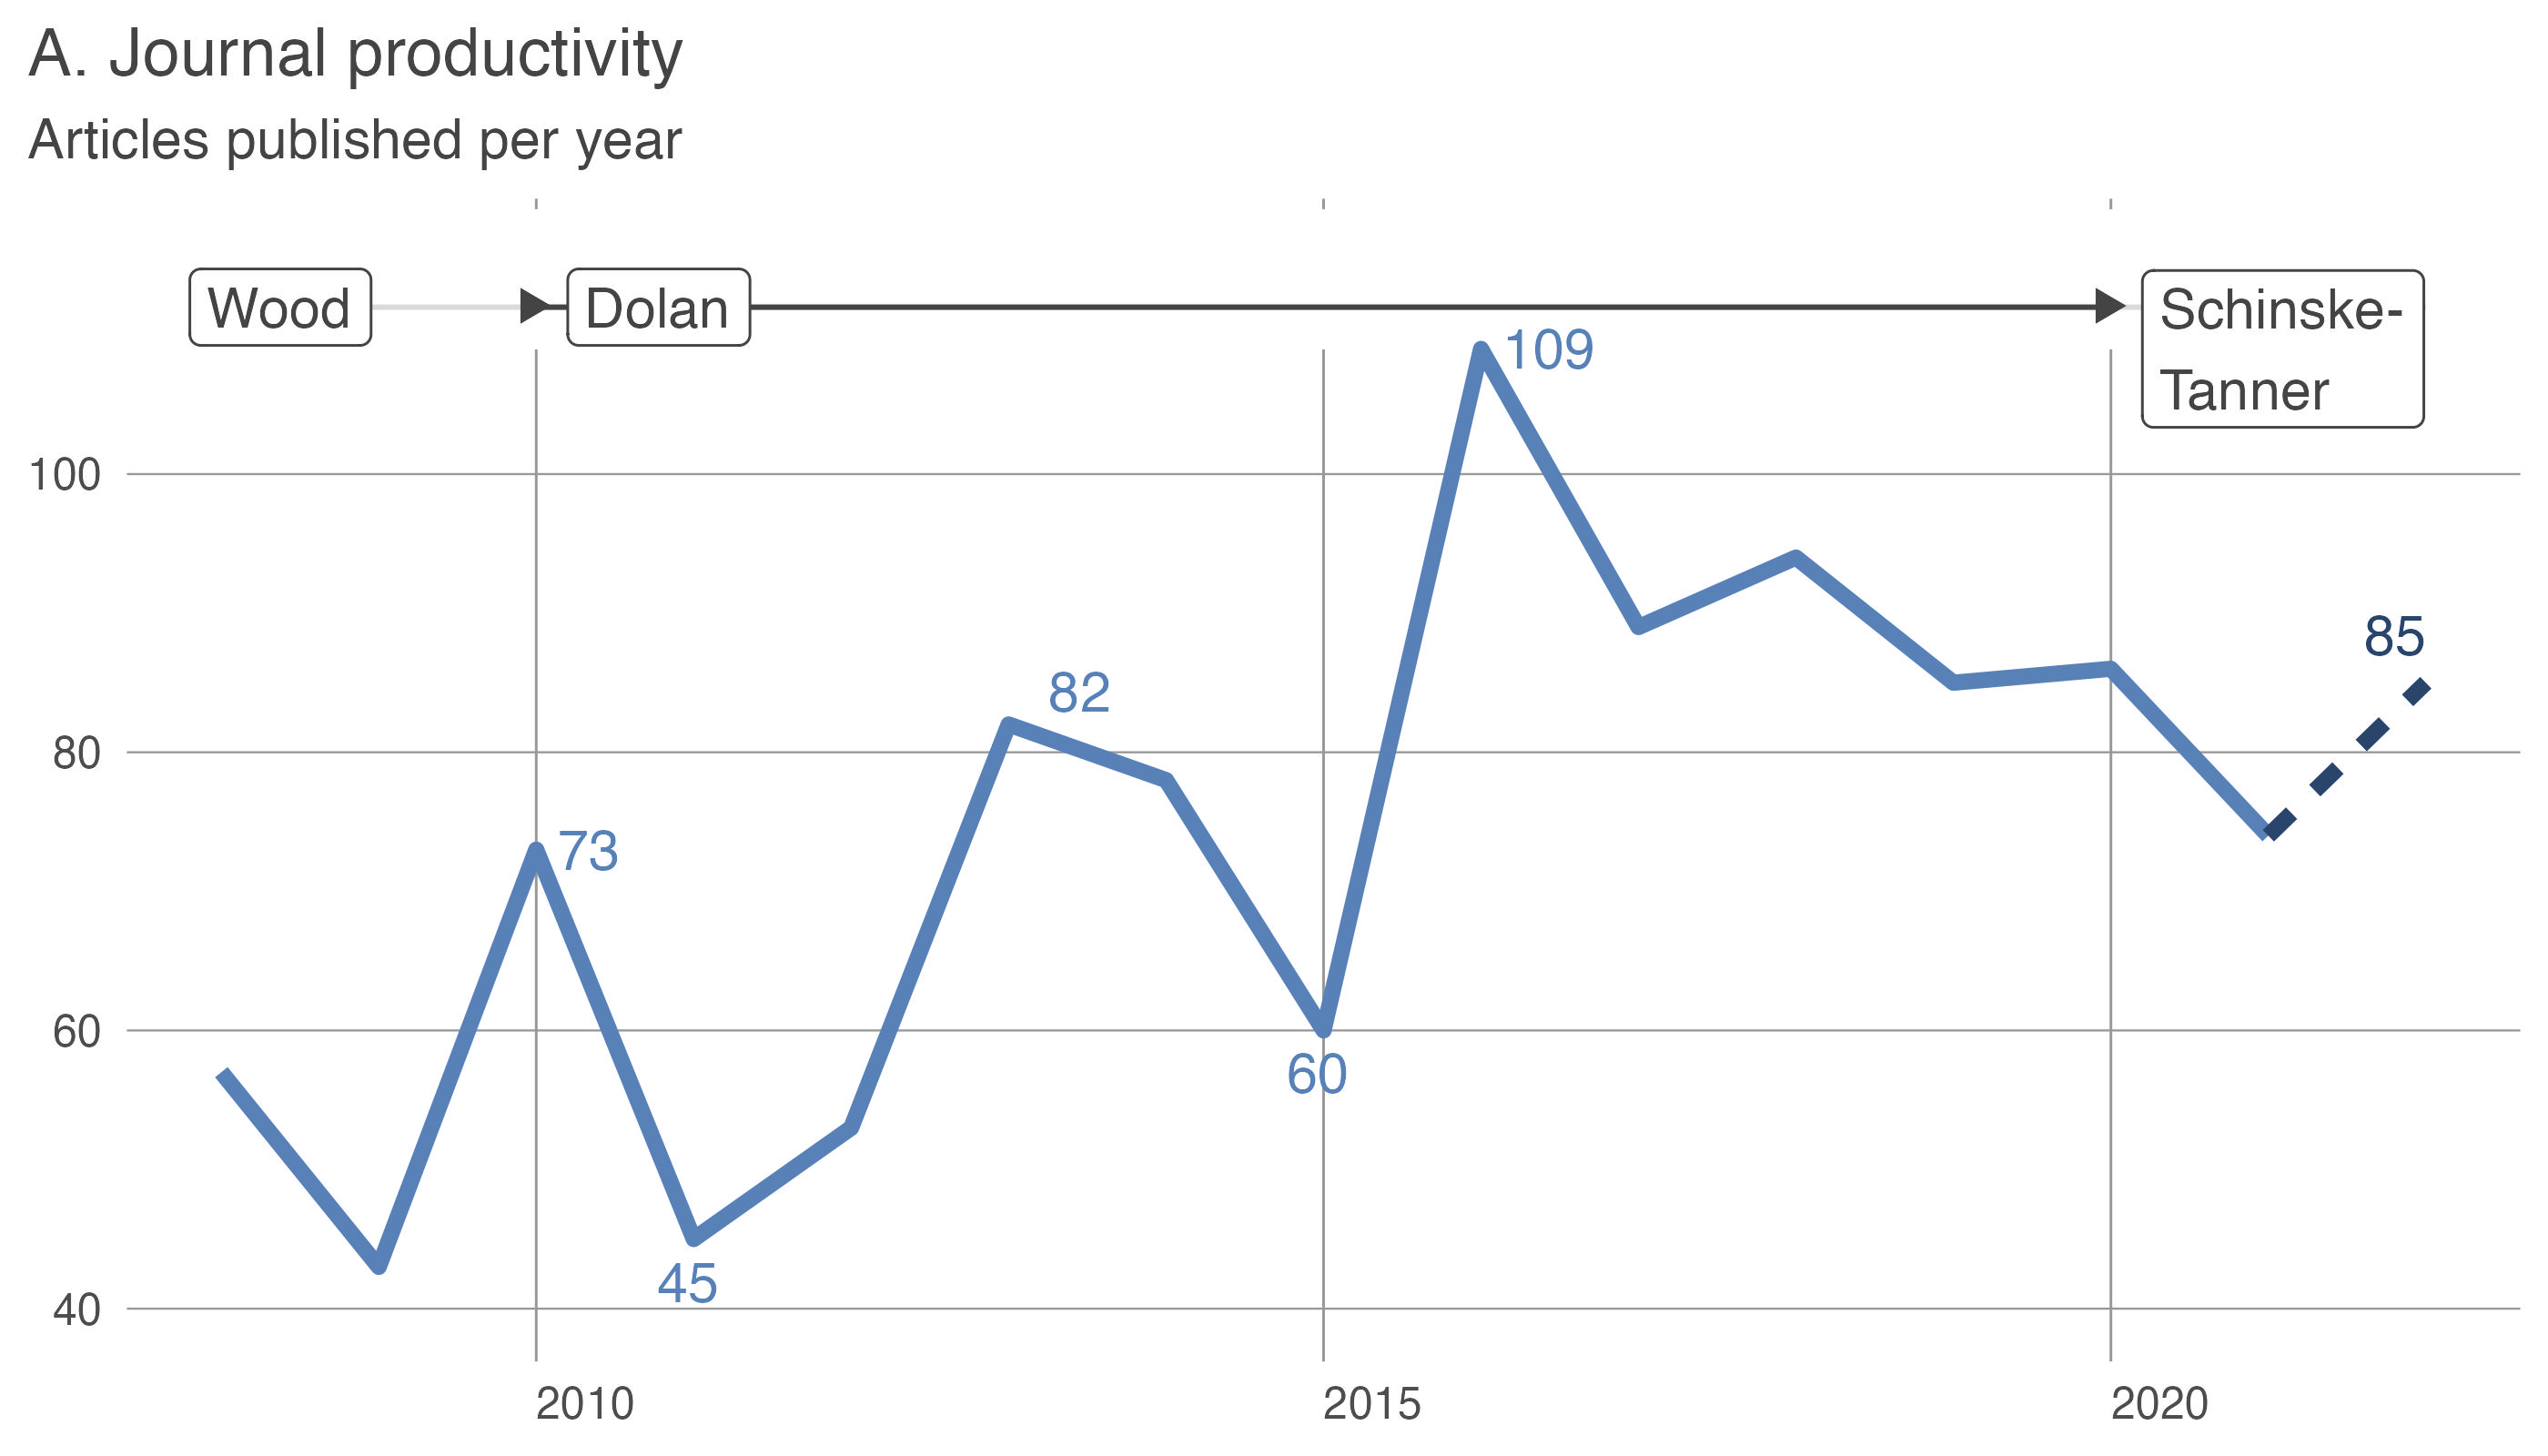 A. Journal productivity
Articles published per year
Wood
Dolan
Schinske-
Tanner
109
100
85
82
80
73
60
60
45
40
2010
2015
2020